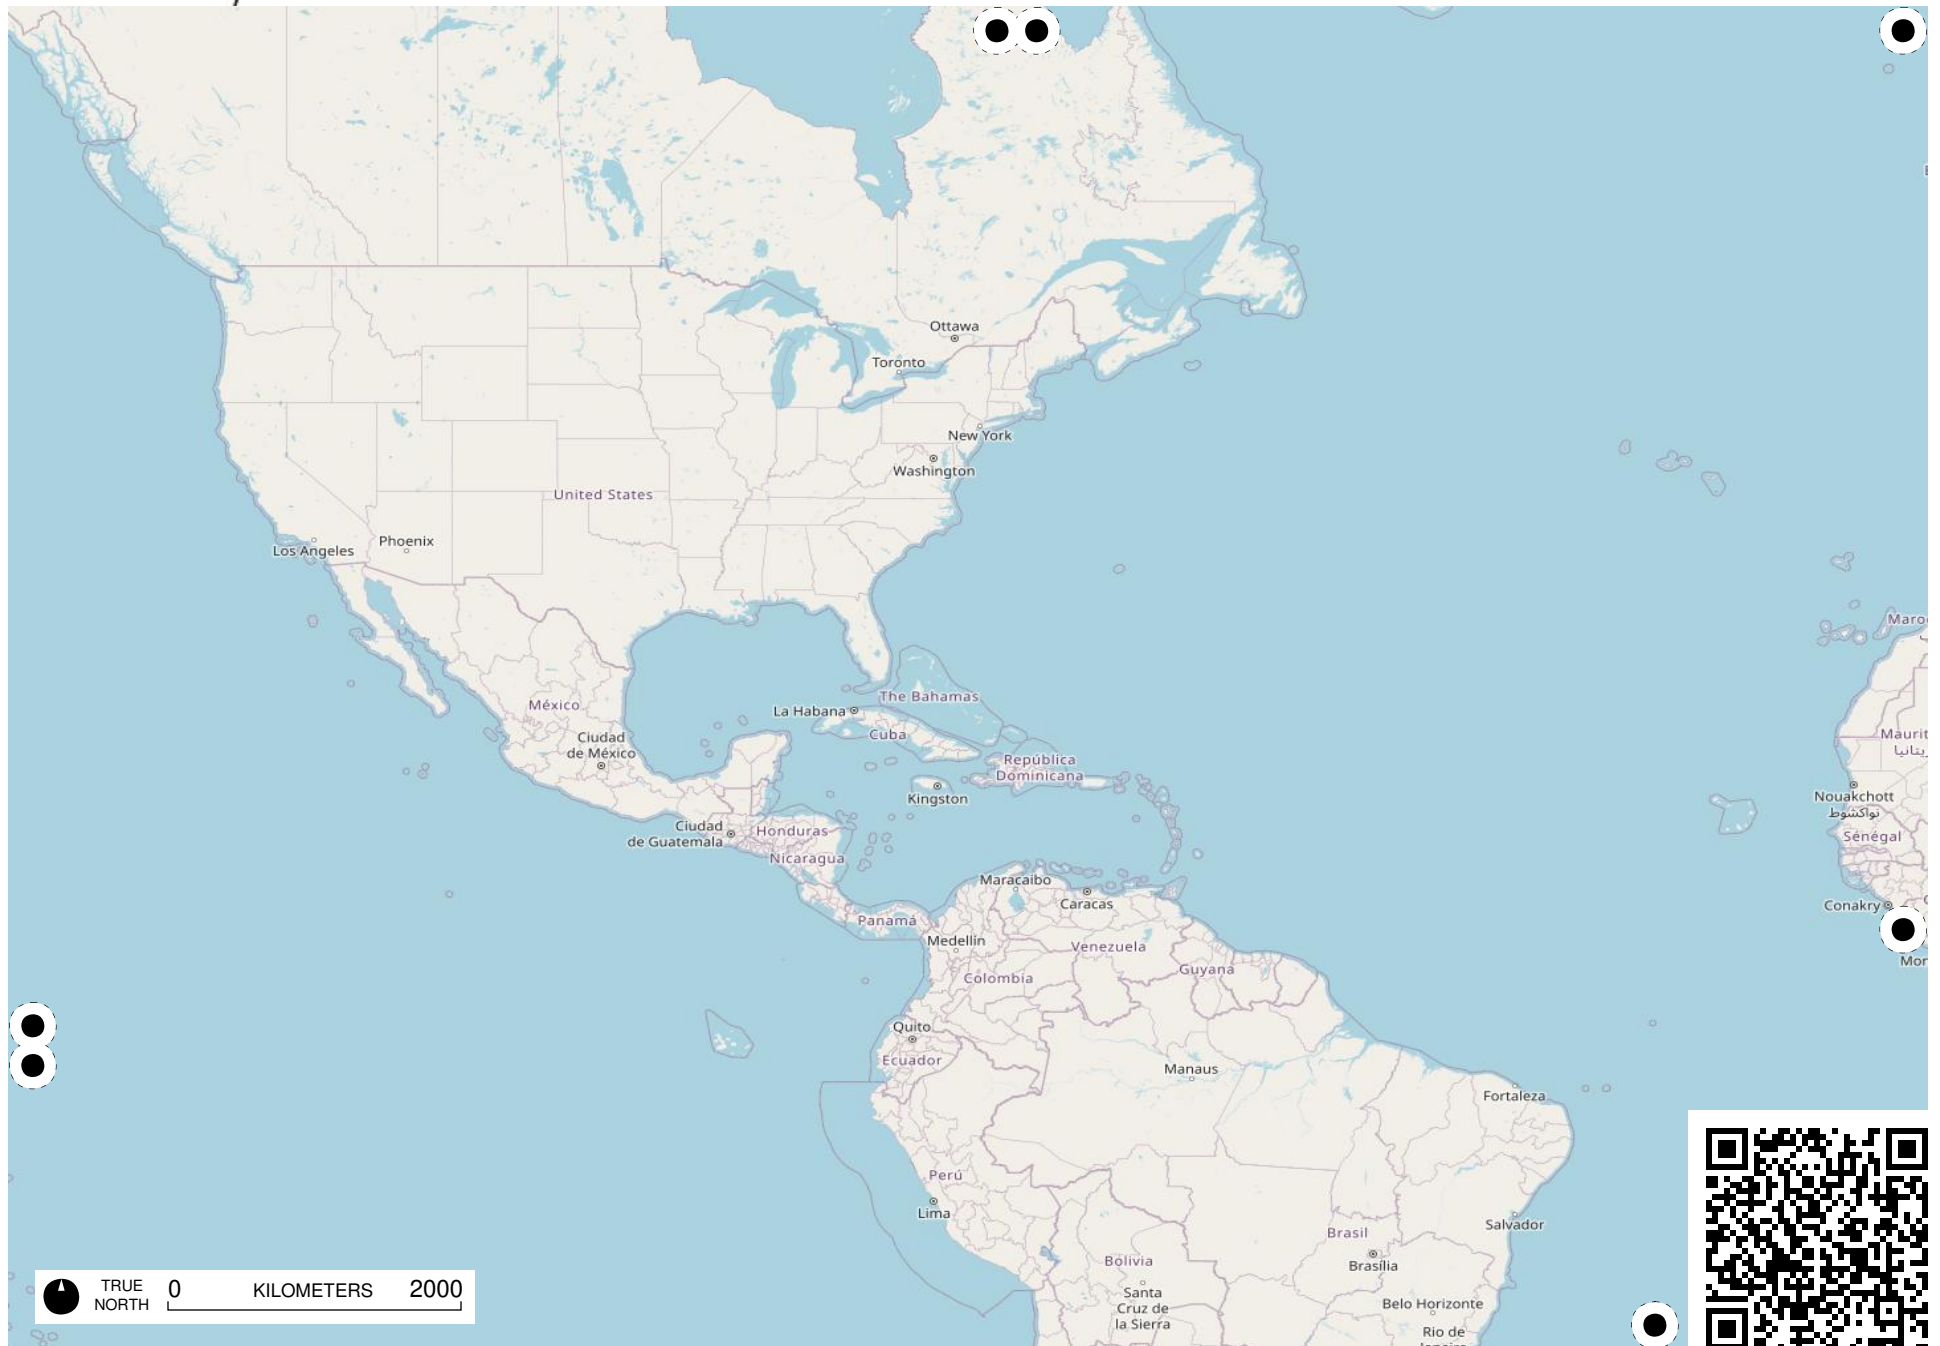 Ottawa
Toronto
New York
Washington
United States
Los Angeles
Phoenix
Maroc
México
The Bahamas
La Habana
Cuba
Ciudad
de México
República
Dominicana
Kingston
Nouakchott
نواكشوط
Sénégal
Ciudad
de Guatemala
Honduras
Nicaragua
Maracaibo
Caracas
Conakry
Panamá
Medellín
Venezuela
Guyana
Colombia
Quito
Ecuador
Manaus
Fortaleza
Perú
Lima
Salvador
Brasil
Bolivia
Brasília
TRUE
NORTH
0 KILOMETERS 2000
Santa
Cruz de
la Sierra
Belo Horizonte
Rio de